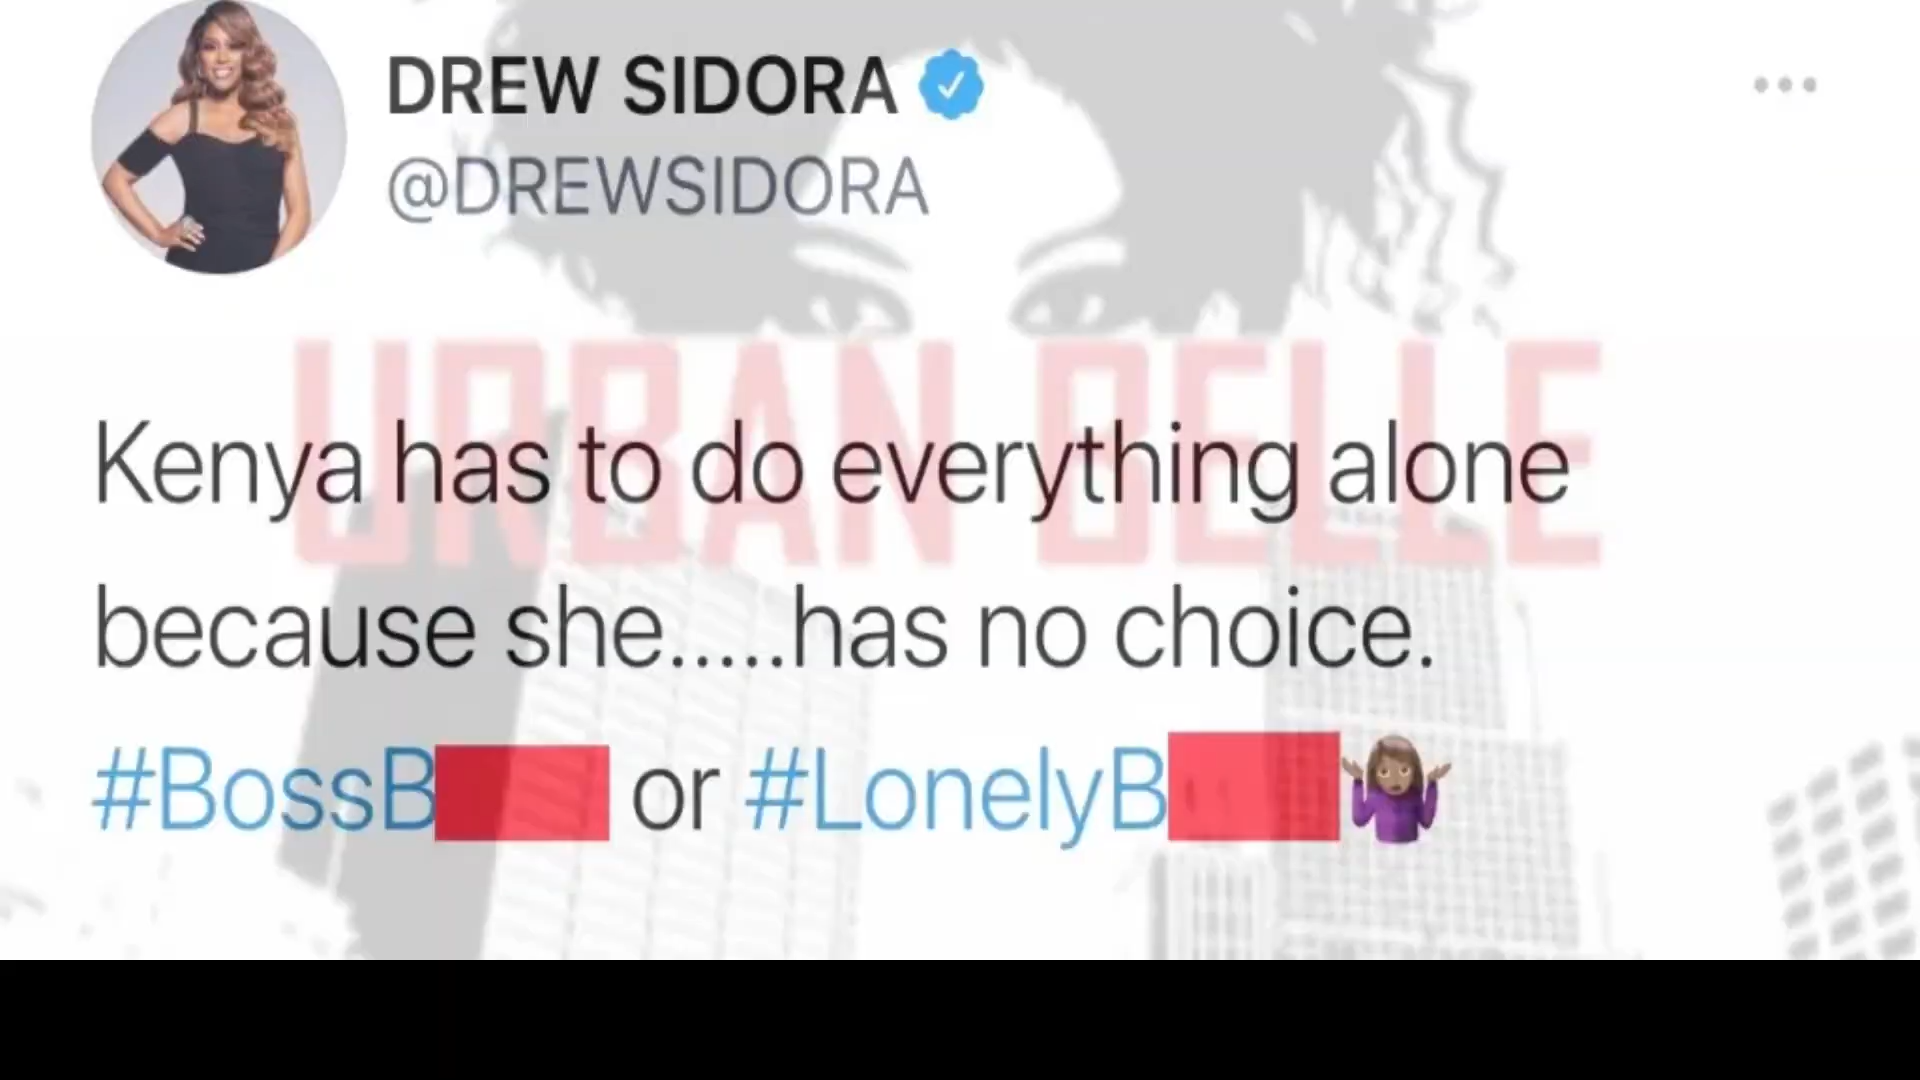 DREW SIDORA
@DREWSIDORA
URBAN BELLE
Kenya has to do everything alone
because she.....has no choice.
#BossB or #LonelyB🤷🏽‍♀️